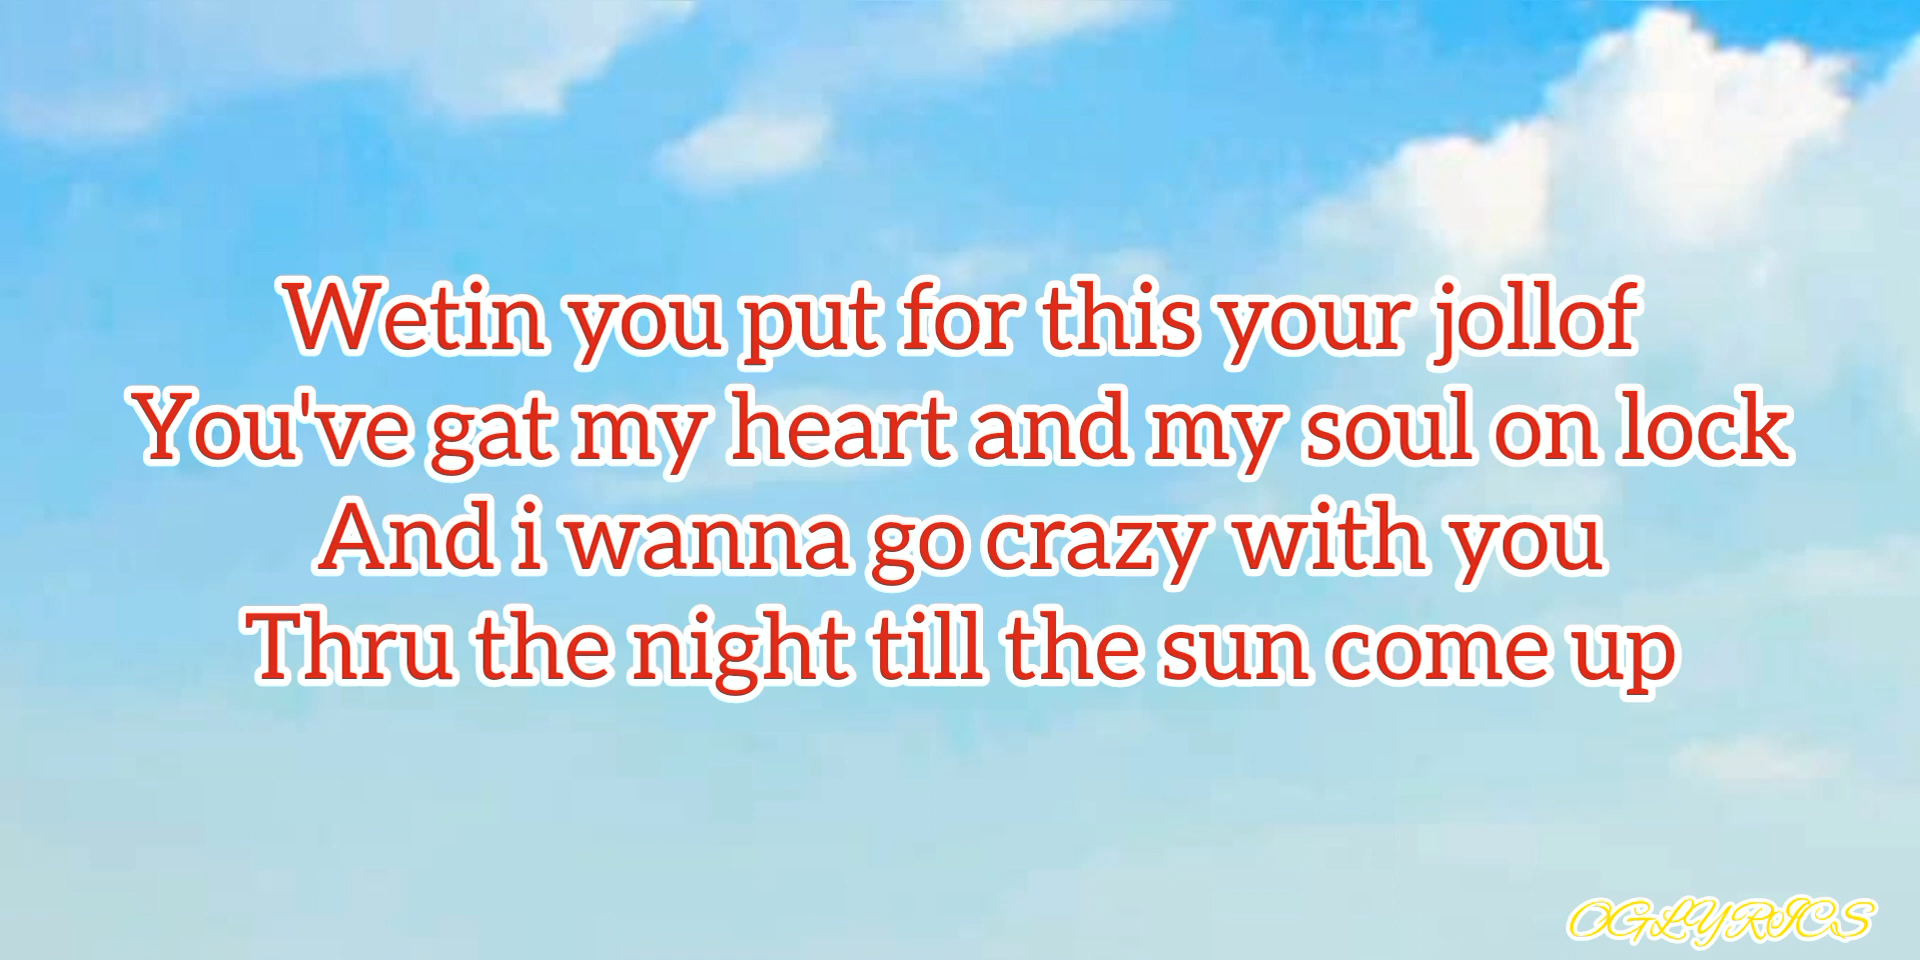 Wetin you put for this your jollof
You've gat my heart and my soul on lock
And i wanna go crazy with you
Thru the night till the sun come up
OGLYRICS